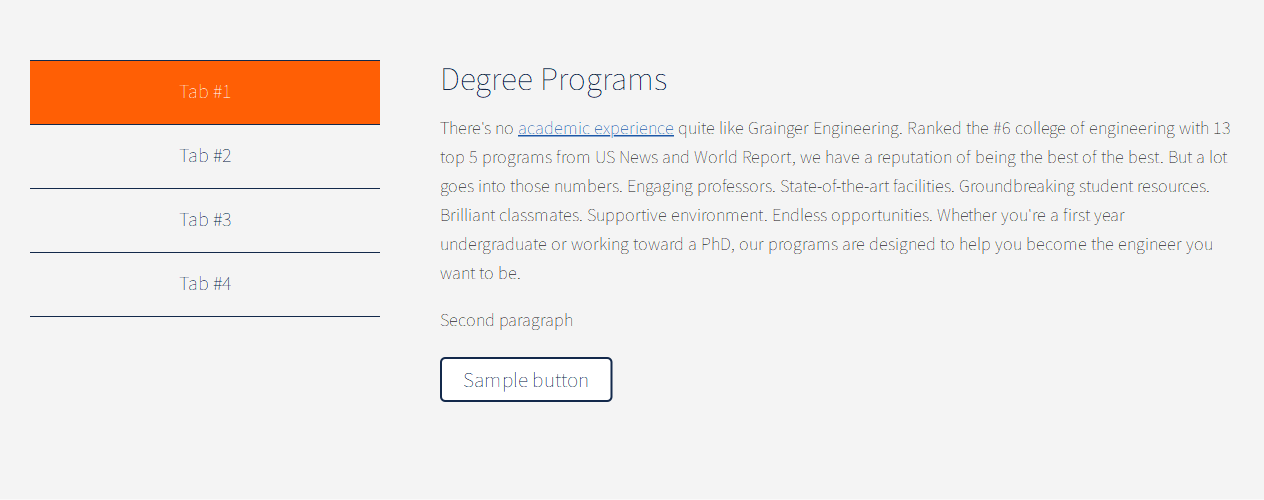 Tab #1
Tab #2
Tab #3
Tab #4
Degree Programs
There's no academic experience quite like Grainger Engineering. Ranked the #6 college of engineering with 13
top 5 programs from US News and World Report, we have a reputation of being the best of the best. But a lot
goes into those numbers. Engaging professors. State-of-the-art facilities. Groundbreaking student resources.
Brilliant classmates. Supportive environment. Endless opportunities. Whether you're a first year
undergraduate or working toward a PhD, our programs are designed to help you become the engineer you
want to be.
Second paragraph
Sample button